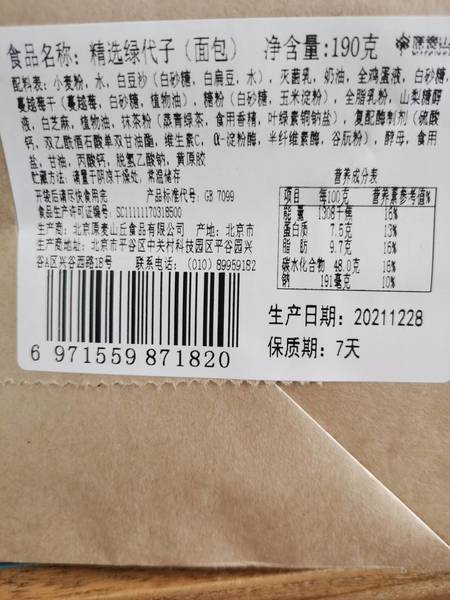 食品名称：精选绿代子（面包） 净含量:190克
配料表：小麦粉，水，白豆沙（白砂糖，白扁豆，水），灭菌乳，奶油，全鸡蛋液，白砂糖，
蔓越莓干（蔓越莓，白砂糖，植物油），糖粉（白砂糖，玉米淀粉），全脂乳粉，山梨糖醇
液，白芝麻，植物油，抹茶粉（蒸青绿茶，食用香精，叶绿素铜钠盐），复配酶制剂（硫酸
钙，双乙酰酒石酸单双甘油酯，维生素C，α-淀粉酶，半纤维素酶，谷朊粉），酵母，食用
盐，甘油，丙酸钙，脱氢乙酸钠，黄原胶
贮藏方法：请置于阴凉干燥处，常温储存
开袋后请尽快食用完 产品标准代号：GB 7099
食品生产许可证编号：SC11111170318500
生产商：北京原麦山丘食品有限公司 产地：北京市
生产商地址：北京市平谷区中关村科技园区平谷园兴
谷A区兴谷西路18号 联系电话：（010）89959182
营养成分表
项目 每100克 营养素参考值%
能 量 1308千焦 16%
蛋白质 7.5克 13%
脂 肪 9.7克 16%
碳水化合物 48.0克 16%
钠 191毫克 10%
生产日期：20211228
保质期：7天
6 971559 871820